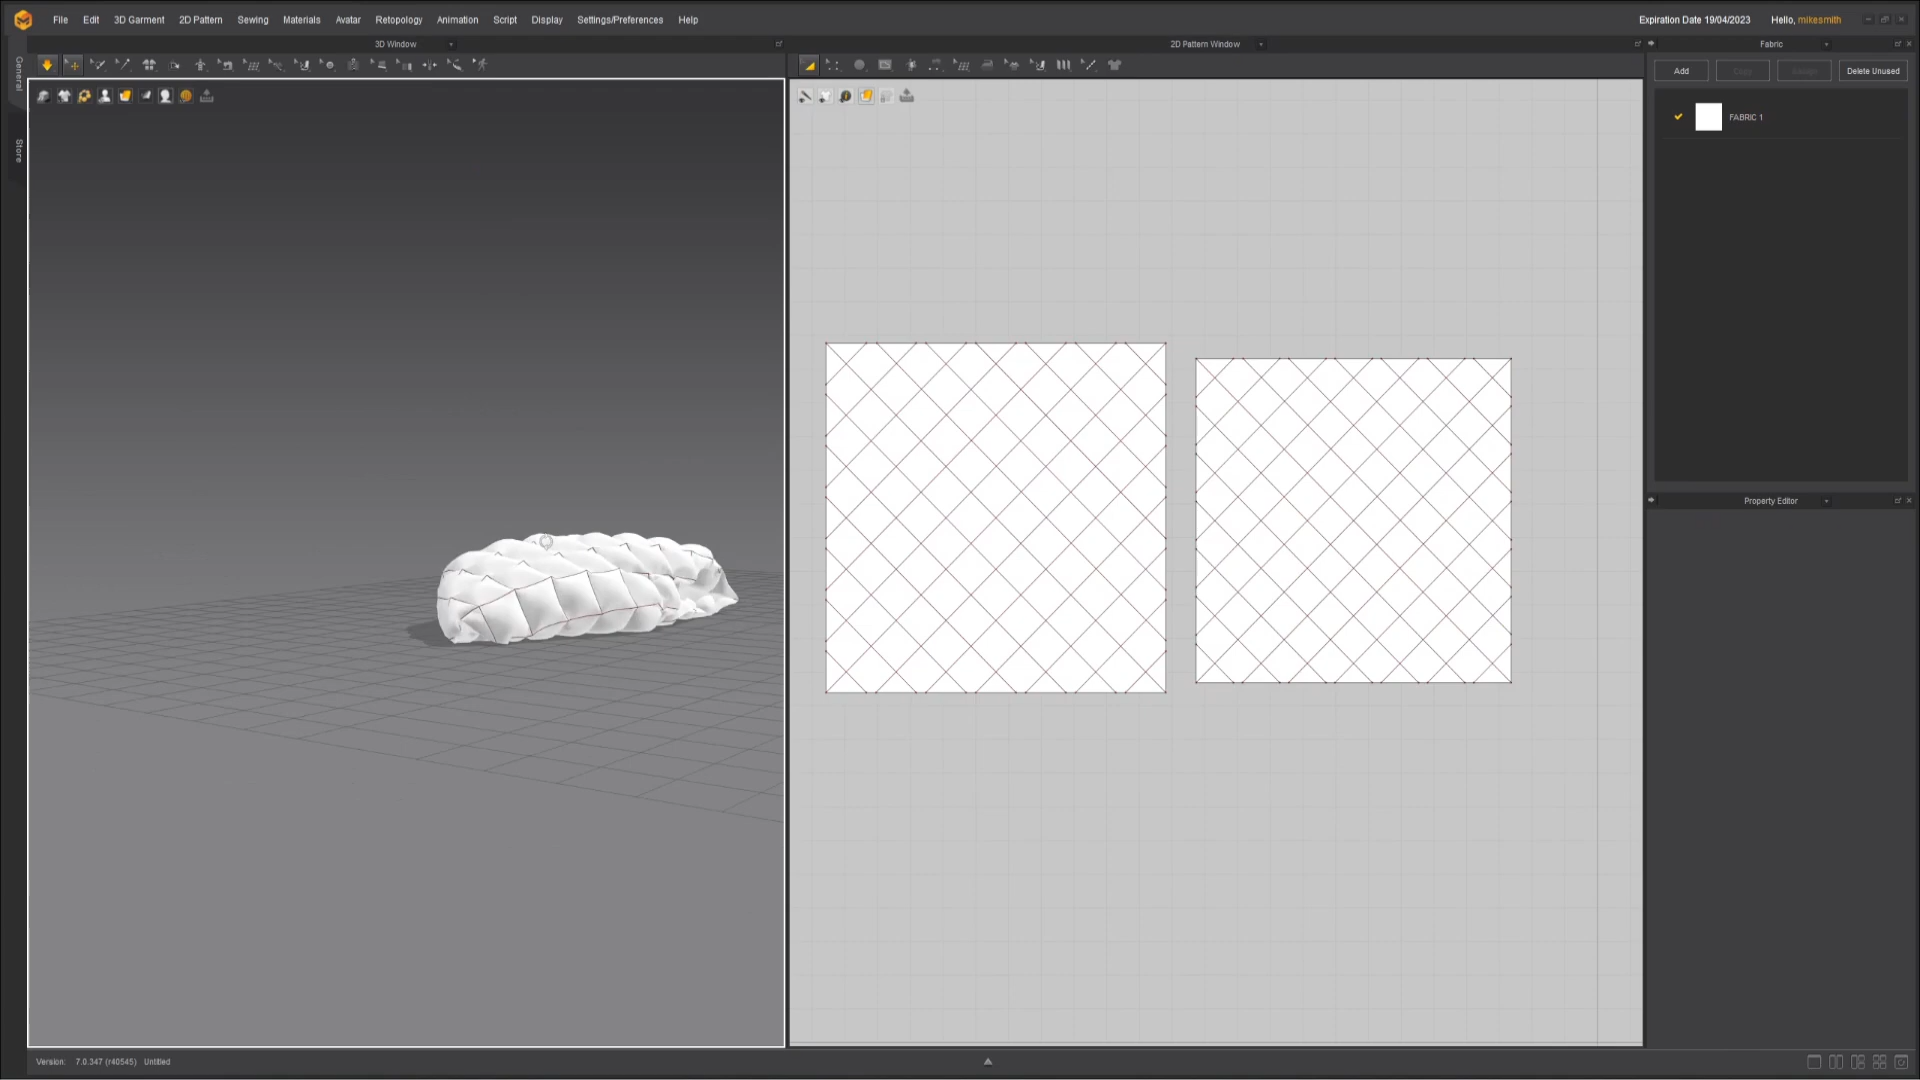 File Edit 3D Garment 2D Pattern Sewing Materials Avatar Retopology Animation Script Display Settings/Preferences Help
Expiration Date 19/04/2023 Hello, mikesmith
3D Window
2D Pattern Window
Fabric
General
Store
Add Copy Assign Delete Unused
FABRIC 1
Property Editor
Version: 7.0.347 (r40545) Untitled